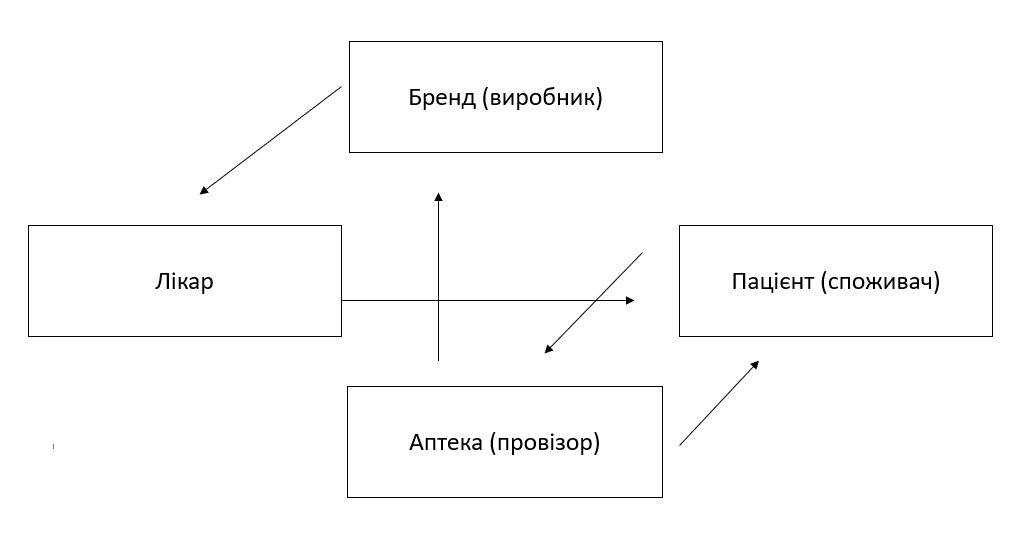 Бренд (виробник)
Лікар
Пацієнт (споживач)
Аптека (провізор)